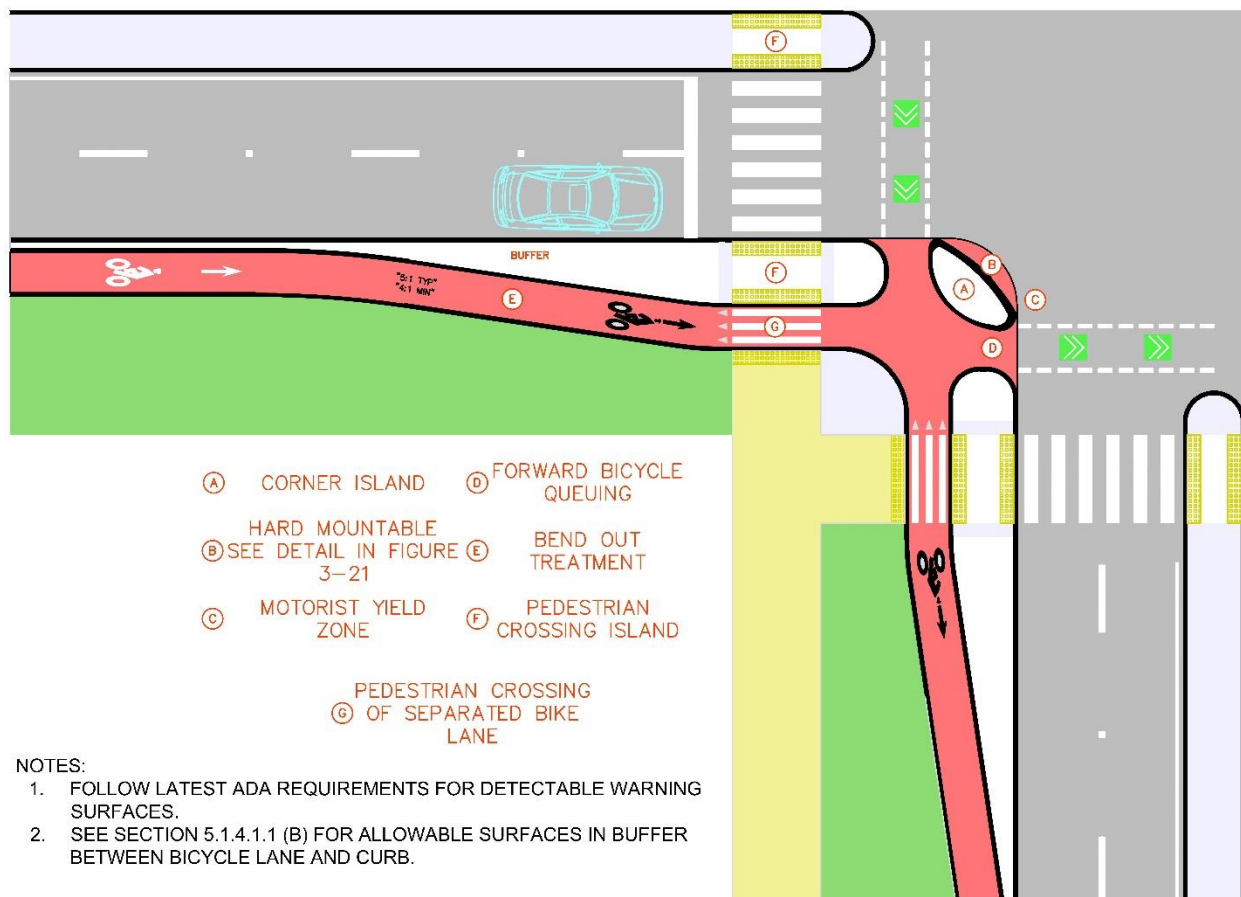 F
BUFFER
F
B
A
C
"8:1 TYP"
"4:1 MIN"
E
G
D
A CORNER ISLAND
D FORWARD BICYCLE
QUEUING
B HARD MOUNTABLE
SEE DETAIL IN FIGURE
3-21
E BEND OUT
TREATMENT
C MOTORIST YIELD
ZONE
F PEDESTRIAN
CROSSING ISLAND
G PEDESTRIAN CROSSING
OF SEPARATED BIKE
LANE
NOTES:
1. FOLLOW LATEST ADA REQUIREMENTS FOR DETECTABLE WARNING
SURFACES.
2. SEE SECTION 5.1.4.1.1 (B) FOR ALLOWABLE SURFACES IN BUFFER
BETWEEN BICYCLE LANE AND CURB.